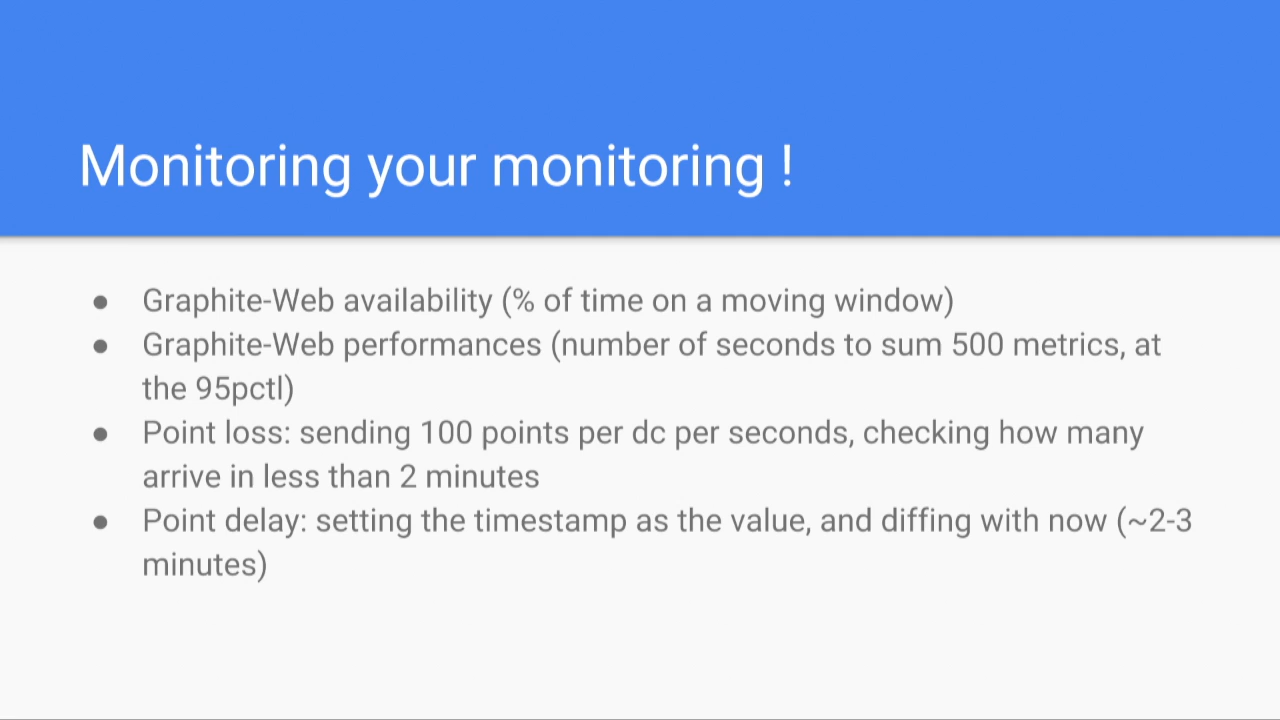 Monitoring your monitoring !
● Graphite-Web availability (% of time on a moving window)
● Graphite-Web performances (number of seconds to sum 500 metrics, at
the 95pctl)
● Point loss: sending 100 points per dc per seconds, checking how many
arrive in less than 2 minutes
● Point delay: setting the timestamp as the value, and diffing with now (~2-3
minutes)